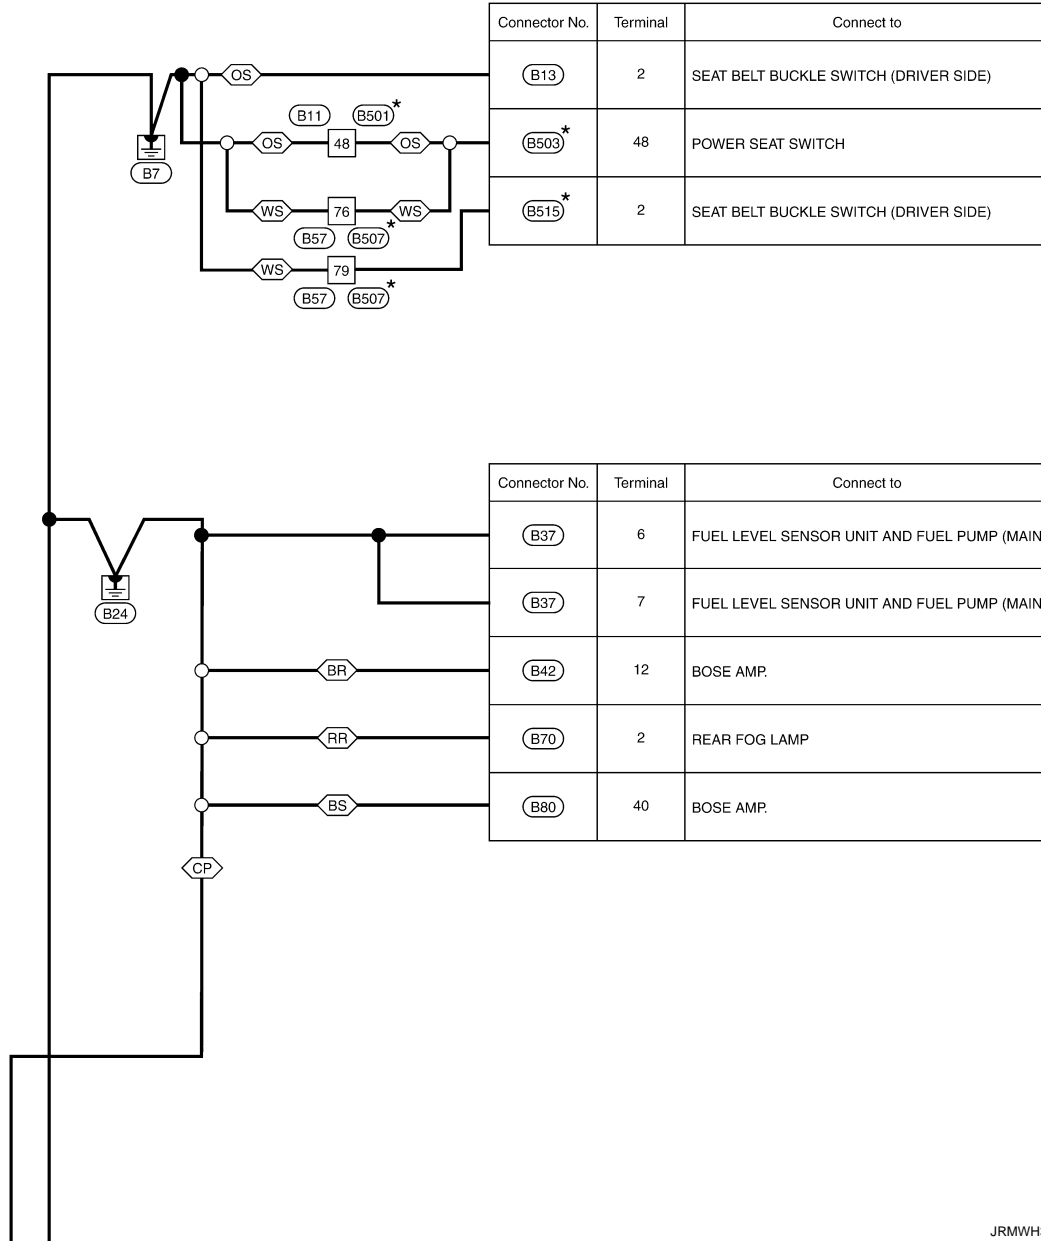 Connector No. Terminal Connect to
OS B13 2 SEAT BELT BUCKLE SWITCH (DRIVER SIDE)
B11 B501*
OS 48 OS B503* 48 POWER SEAT SWITCH
B7
WS 76 WS B515* 2 SEAT BELT BUCKLE SWITCH (DRIVER SIDE)
B57 B507*
WS 79
B57 B507*
Connector No. Terminal Connect to
B37 6 FUEL LEVEL SENSOR UNIT AND FUEL PUMP (MAIN
B24
B37 7 FUEL LEVEL SENSOR UNIT AND FUEL PUMP (MAIN
BR B42 12 BOSE AMP.
RR B70 2 REAR FOG LAMP
BS B80 40 BOSE AMP.
CP